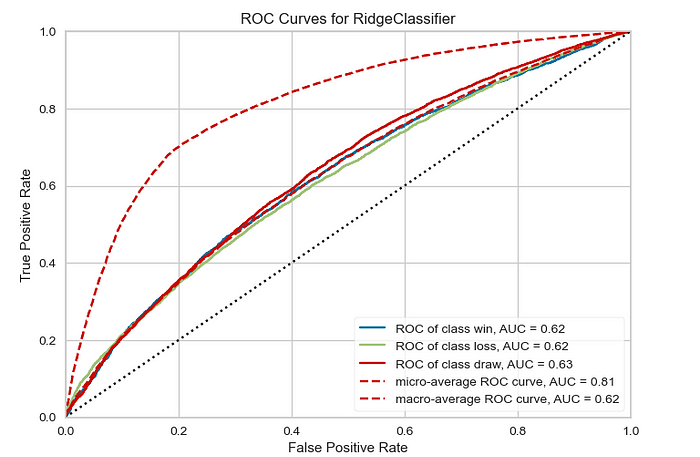 ROC Curves for RidgeClassifier
1.0
0.8
0.6
0.4
0.2
0.0
True Positive Rate
ROC of class win, AUC = 0.62
ROC of class loss, AUC = 0.62
ROC of class draw, AUC = 0.63
micro-average ROC curve, AUC = 0.81
macro-average ROC curve, AUC = 0.62
0.0 0.2 0.4 0.6 0.8 1.0
False Positive Rate